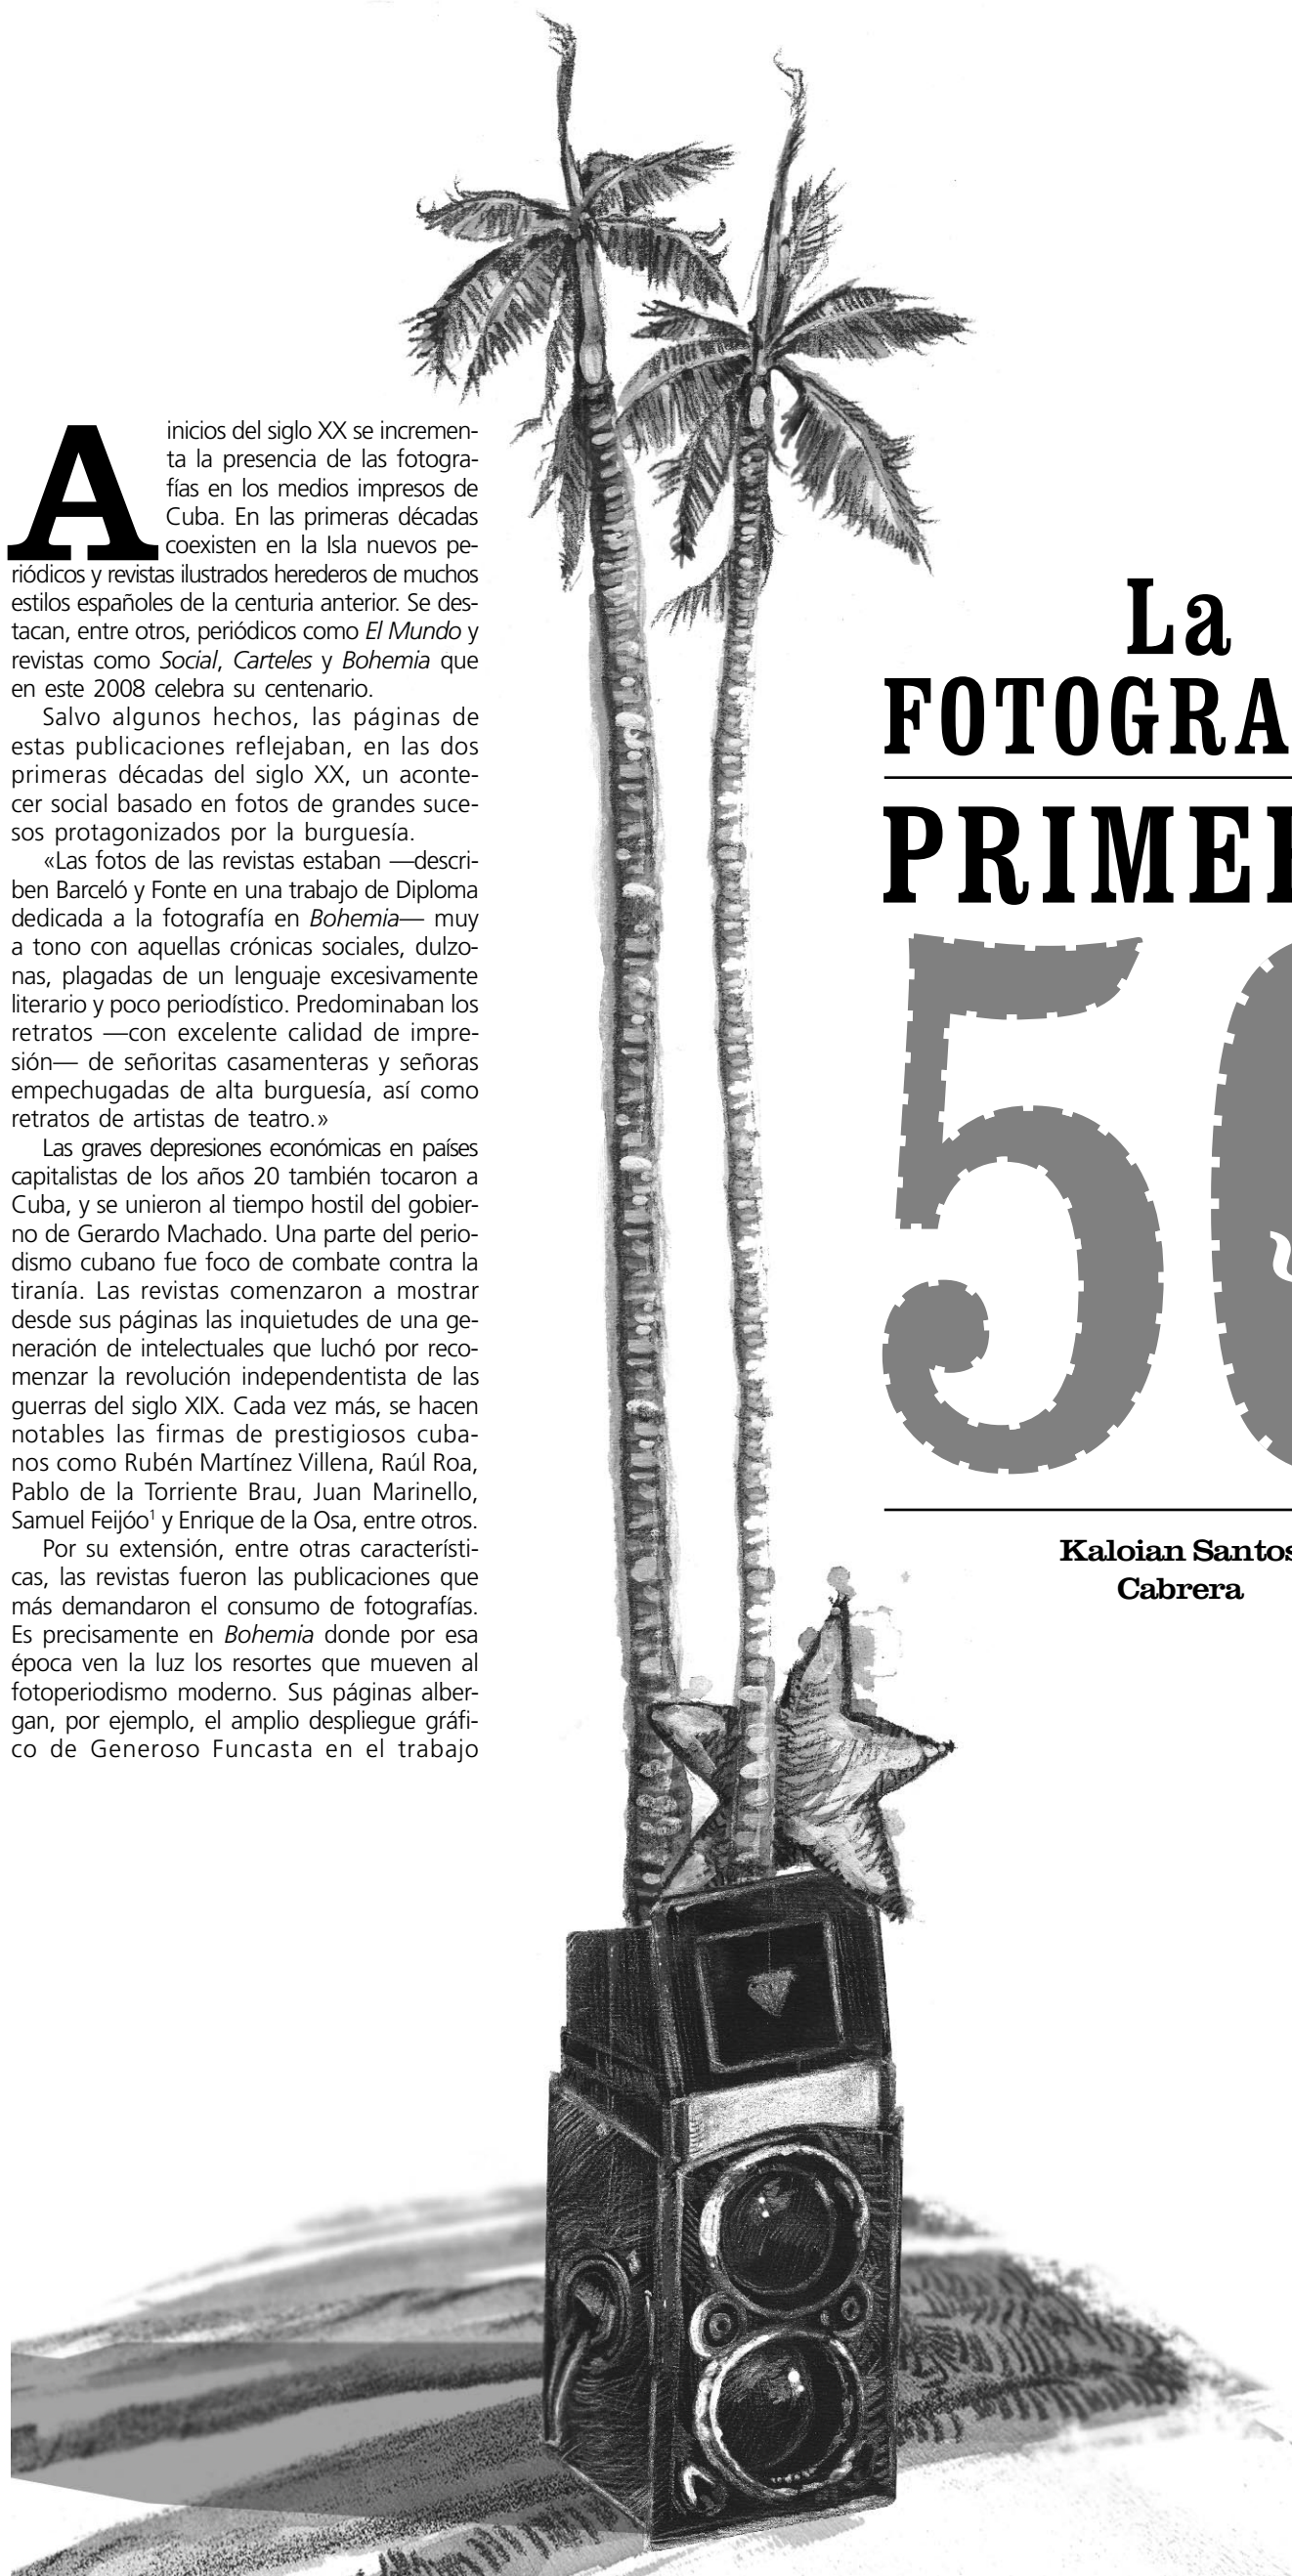 A inicios del siglo XX se incremen-
ta la presencia de las fotogra-
fías en los medios impresos de
Cuba. En las primeras décadas
coexisten en la Isla nuevos pe-
riódicos y revistas ilustrados herederos de muchos
estilos españoles de la centuria anterior. Se des-
tacan, entre otros, periódicos como El Mundo y
revistas como Social, Carteles y Bohemia que
en este 2008 celebra su centenario.
Salvo algunos hechos, las páginas de
estas publicaciones reflejaban, en las dos
primeras décadas del siglo XX, un aconte-
cer social basado en fotos de grandes suce-
sos protagonizados por la burguesía.
«Las fotos de las revistas estaban —descri-
ben Barceló y Fonte en una trabajo de Diploma
dedicada a la fotografía en Bohemia— muy
a tono con aquellas crónicas sociales, dulzo-
nas, plagadas de un lenguaje excesivamente
literario y poco periodístico. Predominaban los
retratos —con excelente calidad de impre-
sión— de señoritas casamenteras y señoras
empechugadas de alta burguesía, así como
retratos de artistas de teatro.»
Las graves depresiones económicas en países
capitalistas de los años 20 también tocaron a
Cuba, y se unieron al tiempo hostil del gobier-
no de Gerardo Machado. Una parte del perio-
dismo cubano fue foco de combate contra la
tiranía. Las revistas comenzaron a mostrar
desde sus páginas las inquietudes de una ge-
neración de intelectuales que luchó por reco-
menzar la revolución independentista de las
guerras del siglo XIX. Cada vez más, se hacen
notables las firmas de prestigiosos cuba-
nos como Rubén Martínez Villena, Raúl Roa,
Pablo de la Torriente Brau, Juan Marinello,
Samuel Feijóo¹ y Enrique de la Osa, entre otros.
Por su extensión, entre otras característi-
cas, las revistas fueron las publicaciones que
más demandaron el consumo de fotografías.
Es precisamente en Bohemia donde por esa
época ven la luz los resortes que mueven al
fotoperiodismo moderno. Sus páginas alber-
gan, por ejemplo, el amplio despliegue gráfi-
co de Generoso Funcasta en el trabajo
La
FOTOGRA
PRIMER
50
Kaloian Santos
Cabrera